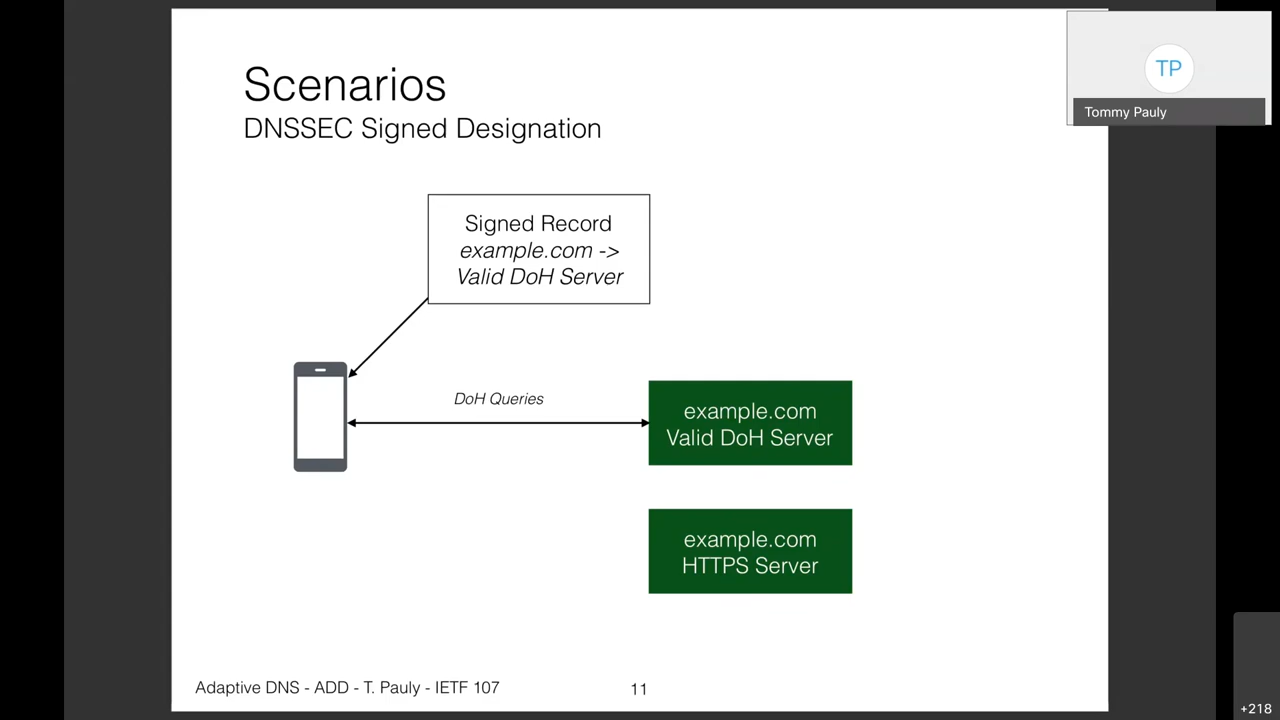 Scenarios
DNSSEC Signed Designation
TP
Tommy Pauly
Signed Record
example.com ->
Valid DoH Server
DoH Queries
example.com
Valid DoH Server
example.com
HTTPS Server
Adaptive DNS - ADD - T. Pauly - IETF 107
11
+218